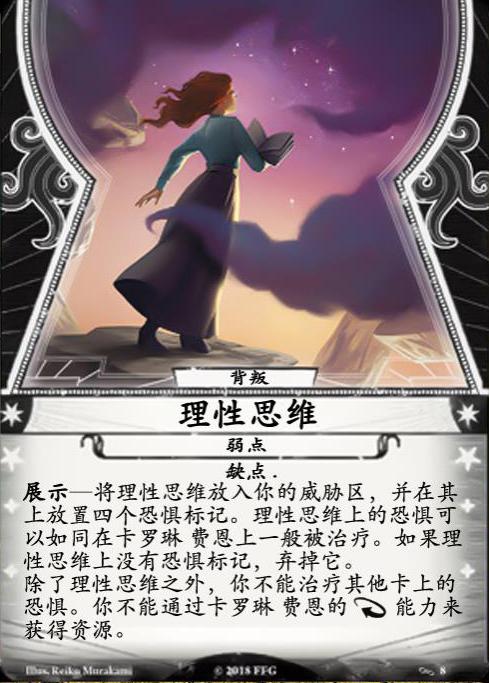 背叛
理性思维
弱点
缺点.
展示—将理性思维放入你的威胁区，并在其
上放置四个恐惧标记。理性思维上的恐惧可
以如同在卡罗琳 费恩上一般被治疗。如果理
性思维上没有恐惧标记，弃掉它。
除了理性思维之外，你不能治疗其他卡上的
恐惧。你不能通过卡罗琳 费恩的 能力来
获得资源。
Illus. Reiko Murakami © 2018 FFG 8